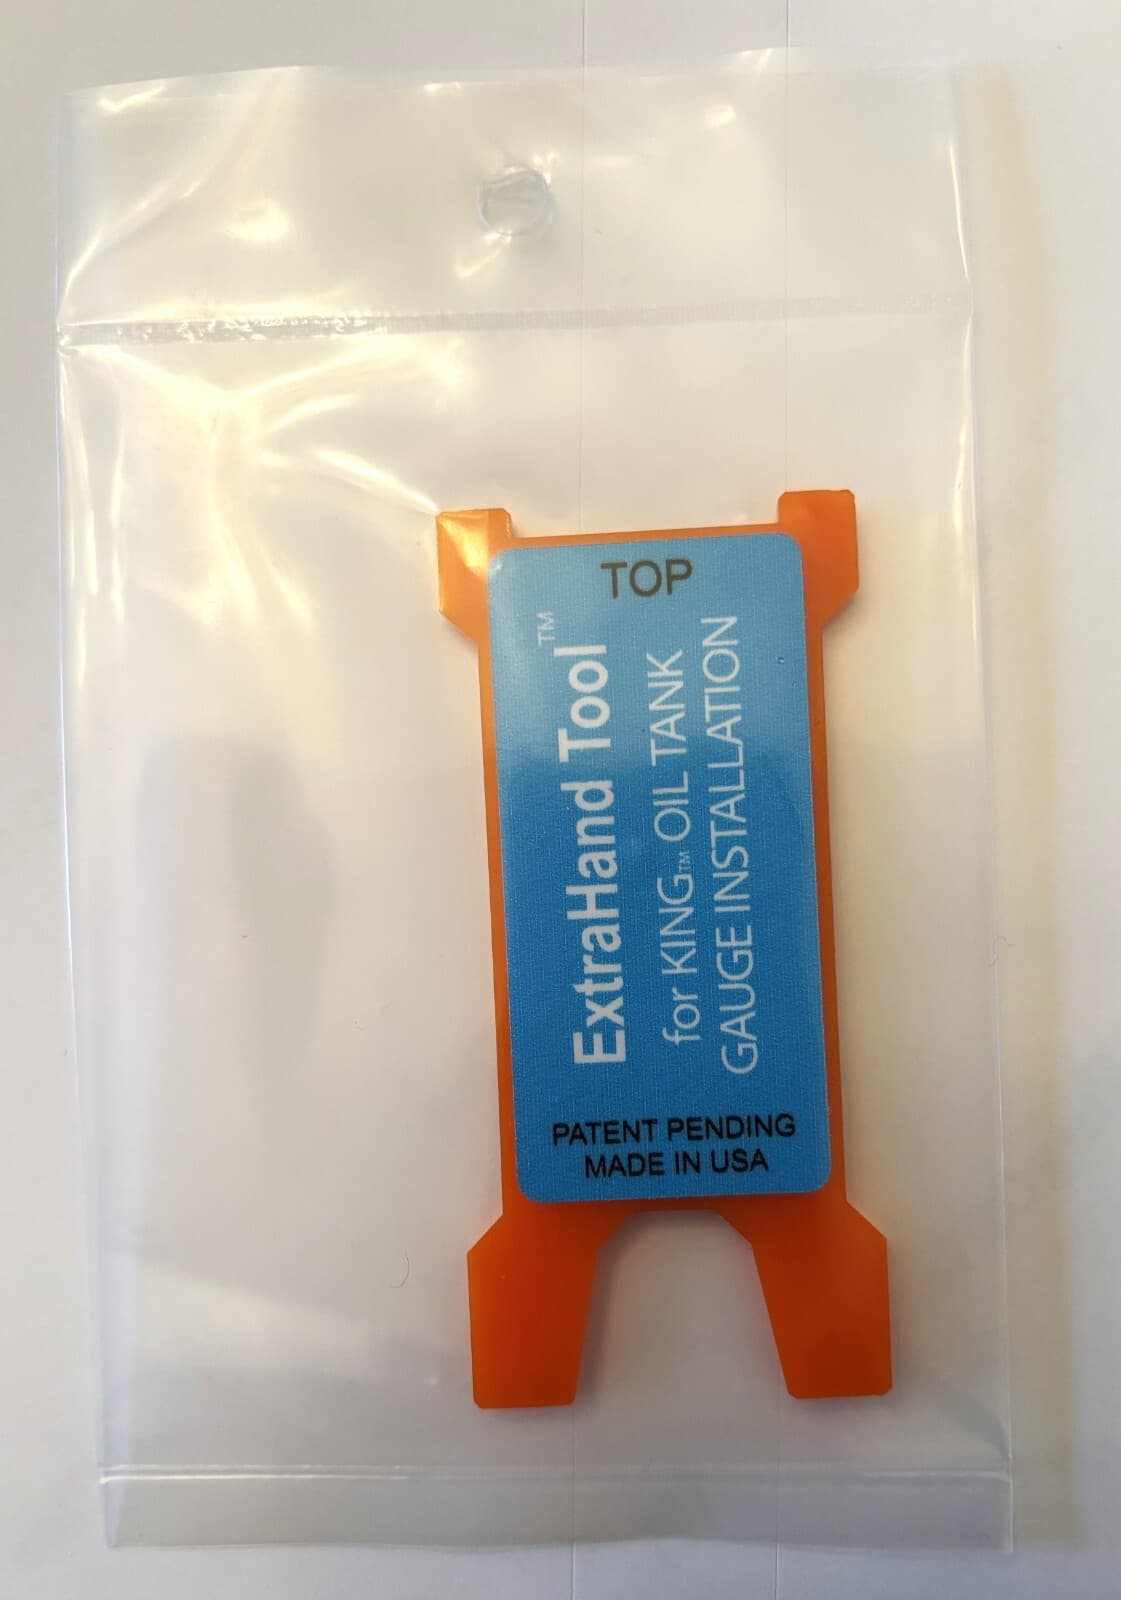 TOP
ExtraHand Tool™
for KING™ OIL TANK
GAUGE INSTALLATION
PATENT PENDING
MADE IN USA